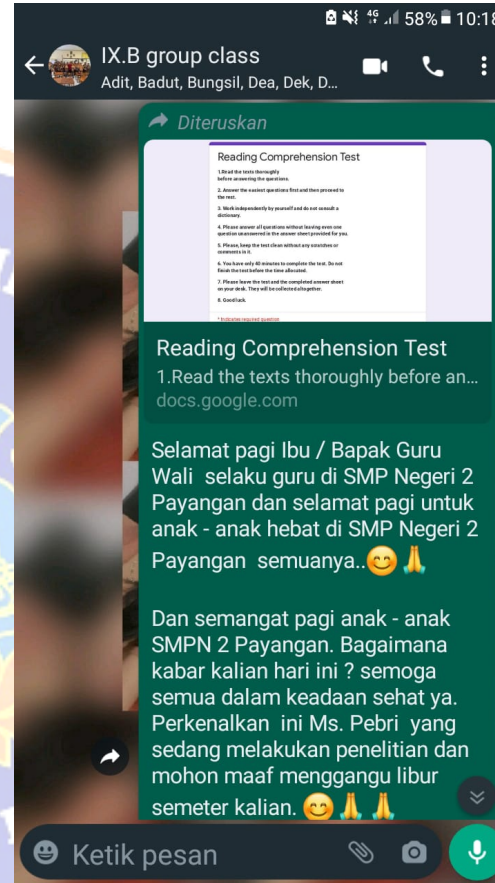 4G 58% 10:18
IX.B group class
Adit, Badut, Bungsil, Dea, Dek, D...
Diteruskan
Reading Comprehension Test
1.Read the texts thoroughly
before answering the questions.
2. Answer the easiest questions first and then proceed to
the rest.
3. Work independently by yourself and do not consult a
dictionary.
4. Please answer all questions without leaving even one
question unanswered in the answer sheet provided for you.
5. Please, keep the test clean without any scratches or
comments in it.
6. You have only 40 minutes to complete the test. Do not
finish the test before the time allocated.
7. Please leave the test and the completed answer sheet
on your desk. They will be collected altogether.
8. Good luck.
* Indicates required question
Reading Comprehension Test
1.Read the texts thoroughly before an...
docs.google.com
Selamat pagi Ibu / Bapak Guru
Wali selaku guru di SMP Negeri 2
Payangan dan selamat pagi untuk
anak - anak hebat di SMP Negeri 2
Payangan semuanya..😊🙏
Dan semangat pagi anak - anak
SMPN 2 Payangan. Bagaimana
kabar kalian hari ini ? semoga
semua dalam keadaan sehat ya.
Perkenalkan ini Ms. Pebri yang
sedang melakukan penelitian dan
mohon maaf menggangu libur
semeter kalian. 😊🙏🙏
Ketik pesan